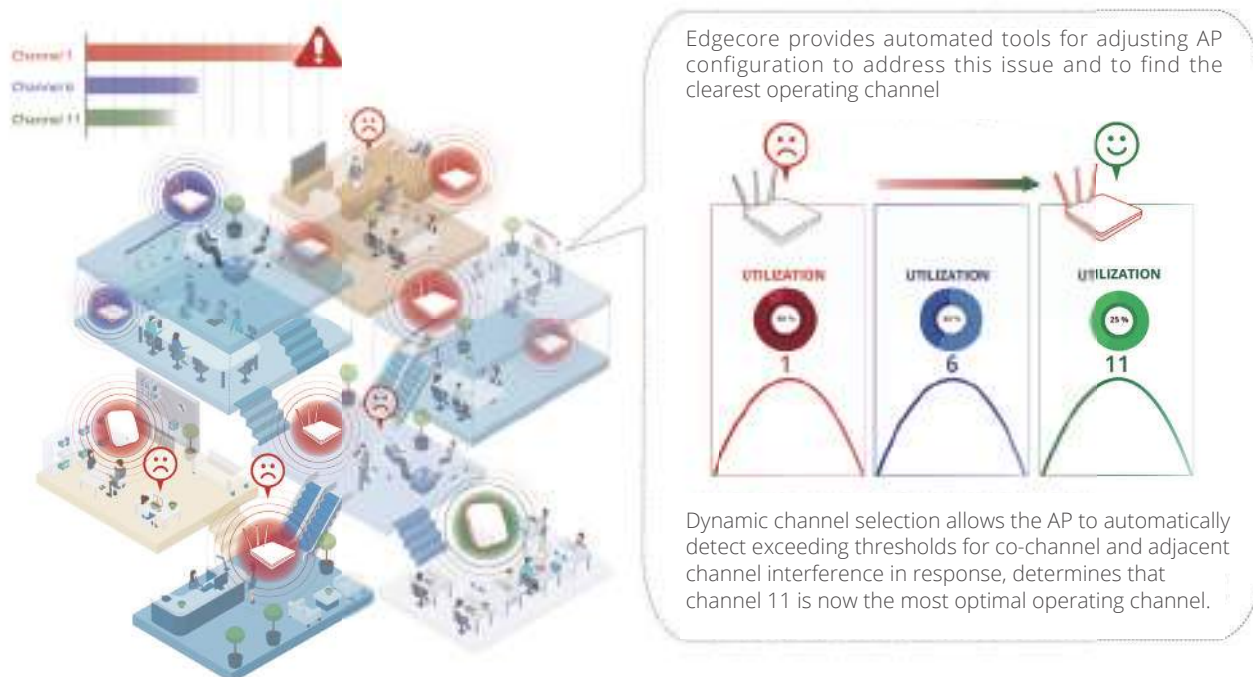 Channel 1
Channel 6
Channel 11
Edgecore provides automated tools for adjusting AP
configuration to address this issue and to find the
clearest operating channel
UTILIZATION
UTILIZATION
UTILIZATION
25 %
1
6
11
Dynamic channel selection allows the AP to automatically
detect exceeding thresholds for co-channel and adjacent
channel interference in response, determines that
channel 11 is now the most optimal operating channel.